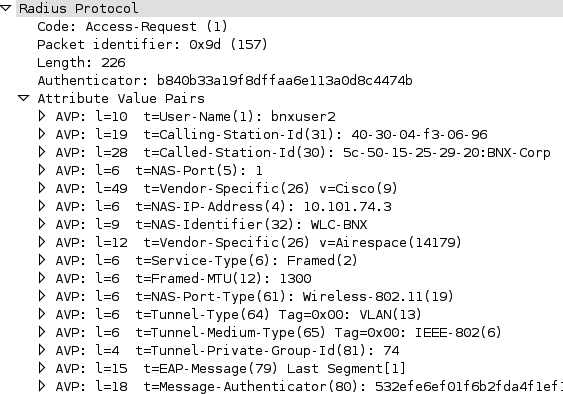 Radius Protocol
Code: Access-Request (1)
Packet identifier: 0x9d (157)
Length: 226
Authenticator: b840b33a19f8dffaa6e113a0d8c4474b
Attribute Value Pairs
AVP: l=10 t=User-Name(1): bnxuser2
AVP: l=19 t=Calling-Station-Id(31): 40-30-04-f3-06-96
AVP: l=28 t=Called-Station-Id(30): 5c-50-15-25-29-20:BNX-Corp
AVP: l=6 t=NAS-Port(5): 1
AVP: l=49 t=Vendor-Specific(26) v=Cisco(9)
AVP: l=6 t=NAS-IP-Address(4): 10.101.74.3
AVP: l=9 t=NAS-Identifier(32): WLC-BNX
AVP: l=12 t=Vendor-Specific(26) v=Airespace(14179)
AVP: l=6 t=Service-Type(6): Framed(2)
AVP: l=6 t=Framed-MTU(12): 1300
AVP: l=6 t=NAS-Port-Type(61): Wireless-802.11(19)
AVP: l=6 t=Tunnel-Type(64) Tag=0x00: VLAN(13)
AVP: l=6 t=Tunnel-Medium-Type(65) Tag=0x00: IEEE-802(6)
AVP: l=4 t=Tunnel-Private-Group-Id(81): 74
AVP: l=15 t=EAP-Message(79) Last Segment[1]
AVP: l=18 t=Message-Authenticator(80): 532efe6ef01f6b2fda4f1ef1